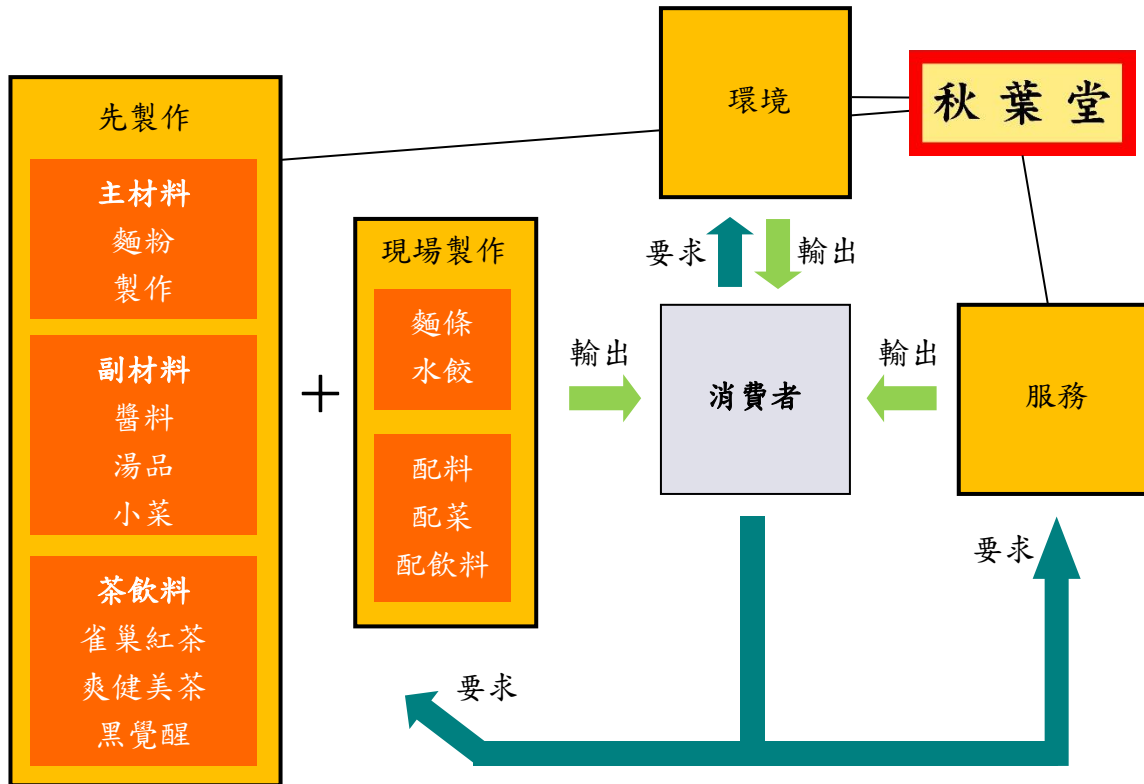 先製作
主材料
麵粉
製作
副材料
醬料
湯品
小菜
茶飲料
雀巢紅茶
爽健美茶
黑覺醒
+
現場製作
麵條
水餃
配料
配菜
配飲料
環境
秋葉堂
要求
輸出
輸出
消費者
輸出
服務
要求
要求